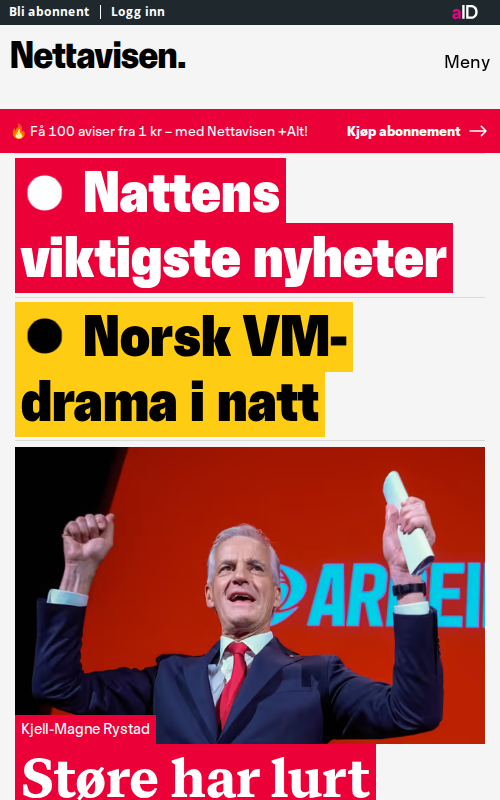 Bli abonnent | Logg inn
aID
Nettavisen.
Meny
🔥 Få 100 aviser fra 1 kr – med Nettavisen +Alt!
Kjøp abonnement →
Nattens
viktigste nyheter
Norsk VM-
drama i natt
ARBEI
Kjell-Magne Rystad
Støre har lurt